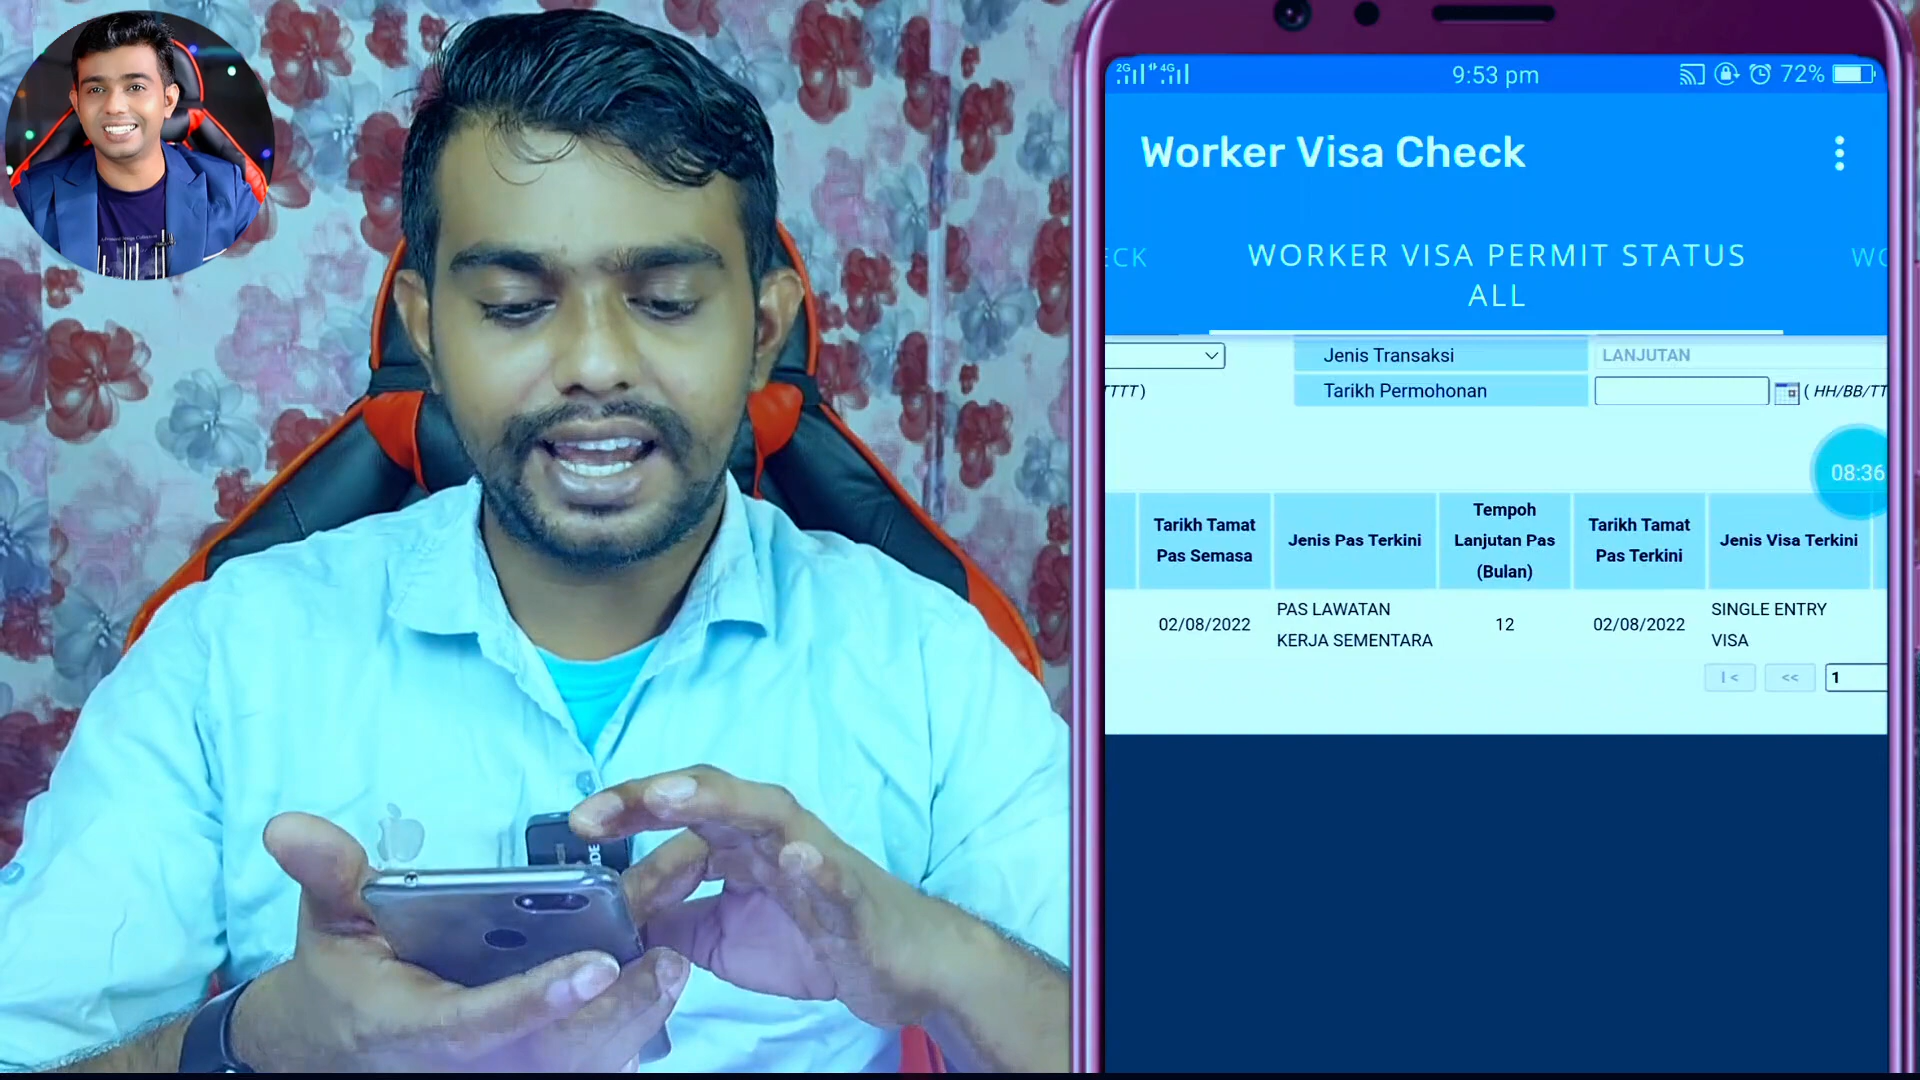 2G 4G 9:53 pm 72%
Worker Visa Check
ECK WORKER VISA PERMIT STATUS WO
ALL
Jenis Transaksi LANJUTAN
TTT) Tarikh Permohonan ( HH/BB/TT
08:36
Tarikh Tamat
Pas Semasa
Jenis Pas Terkini
Tempoh
Lanjutan Pas
(Bulan)
Tarikh Tamat
Pas Terkini
Jenis Visa Terkini
02/08/2022
PAS LAWATAN
KERJA SEMENTARA
12
02/08/2022
SINGLE ENTRY
VISA
I < << 1